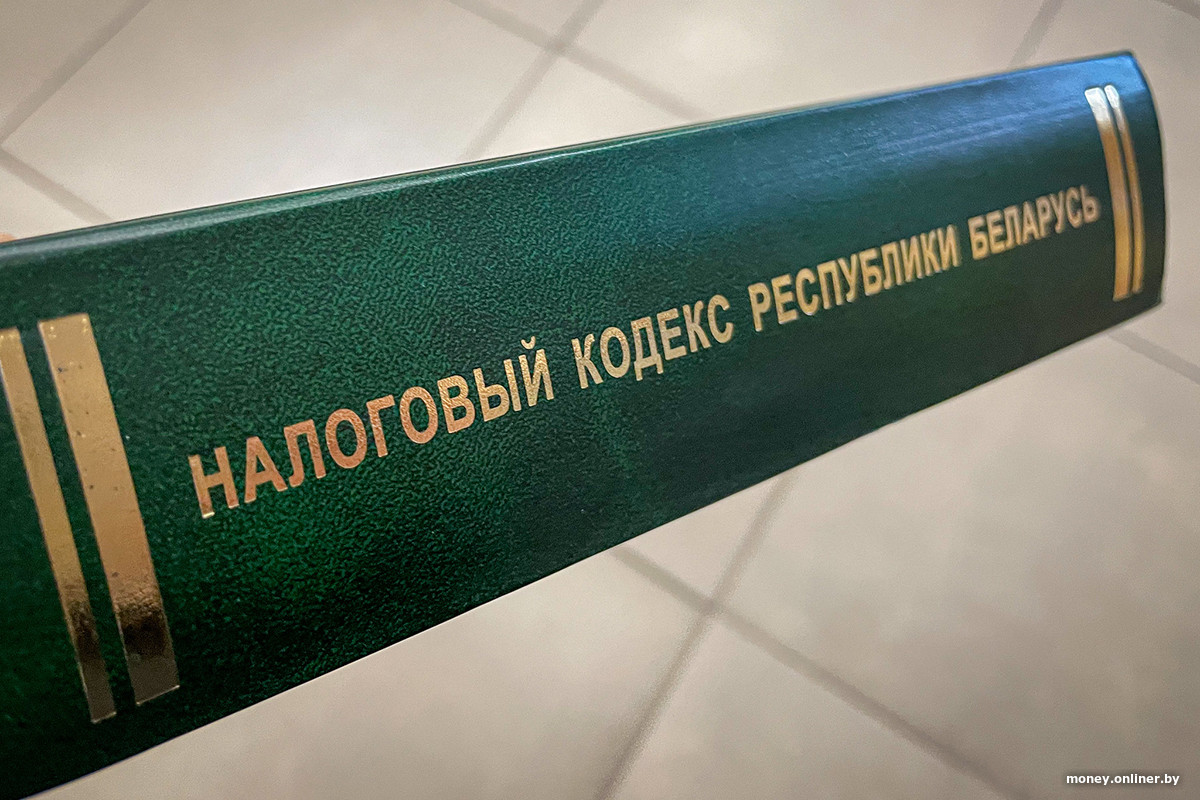 НАЛОГОВЫЙ КОДЕКС РЕСПУБЛИКИ БЕЛАРУСЬ
money.onliner.by